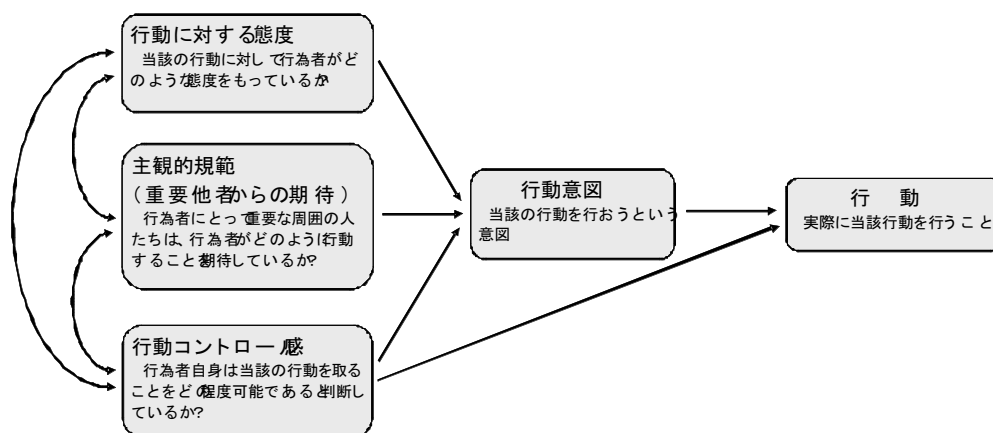 行動に対する態度
当該の行動に対して行為者がど
のような態度をもっているか
主観的規範
（重要他者からの期待）
行為者にとって重要な周囲の人
たちは、行為者がどのように行動
することを期待しているか?
行動コントロール感
行為者自身は当該の行動を取る
ことをどの程度可能であると判断し
ているか?
行動意図
当該の行動を行おうという
意図
行　動
実際に当該行動を行うこと